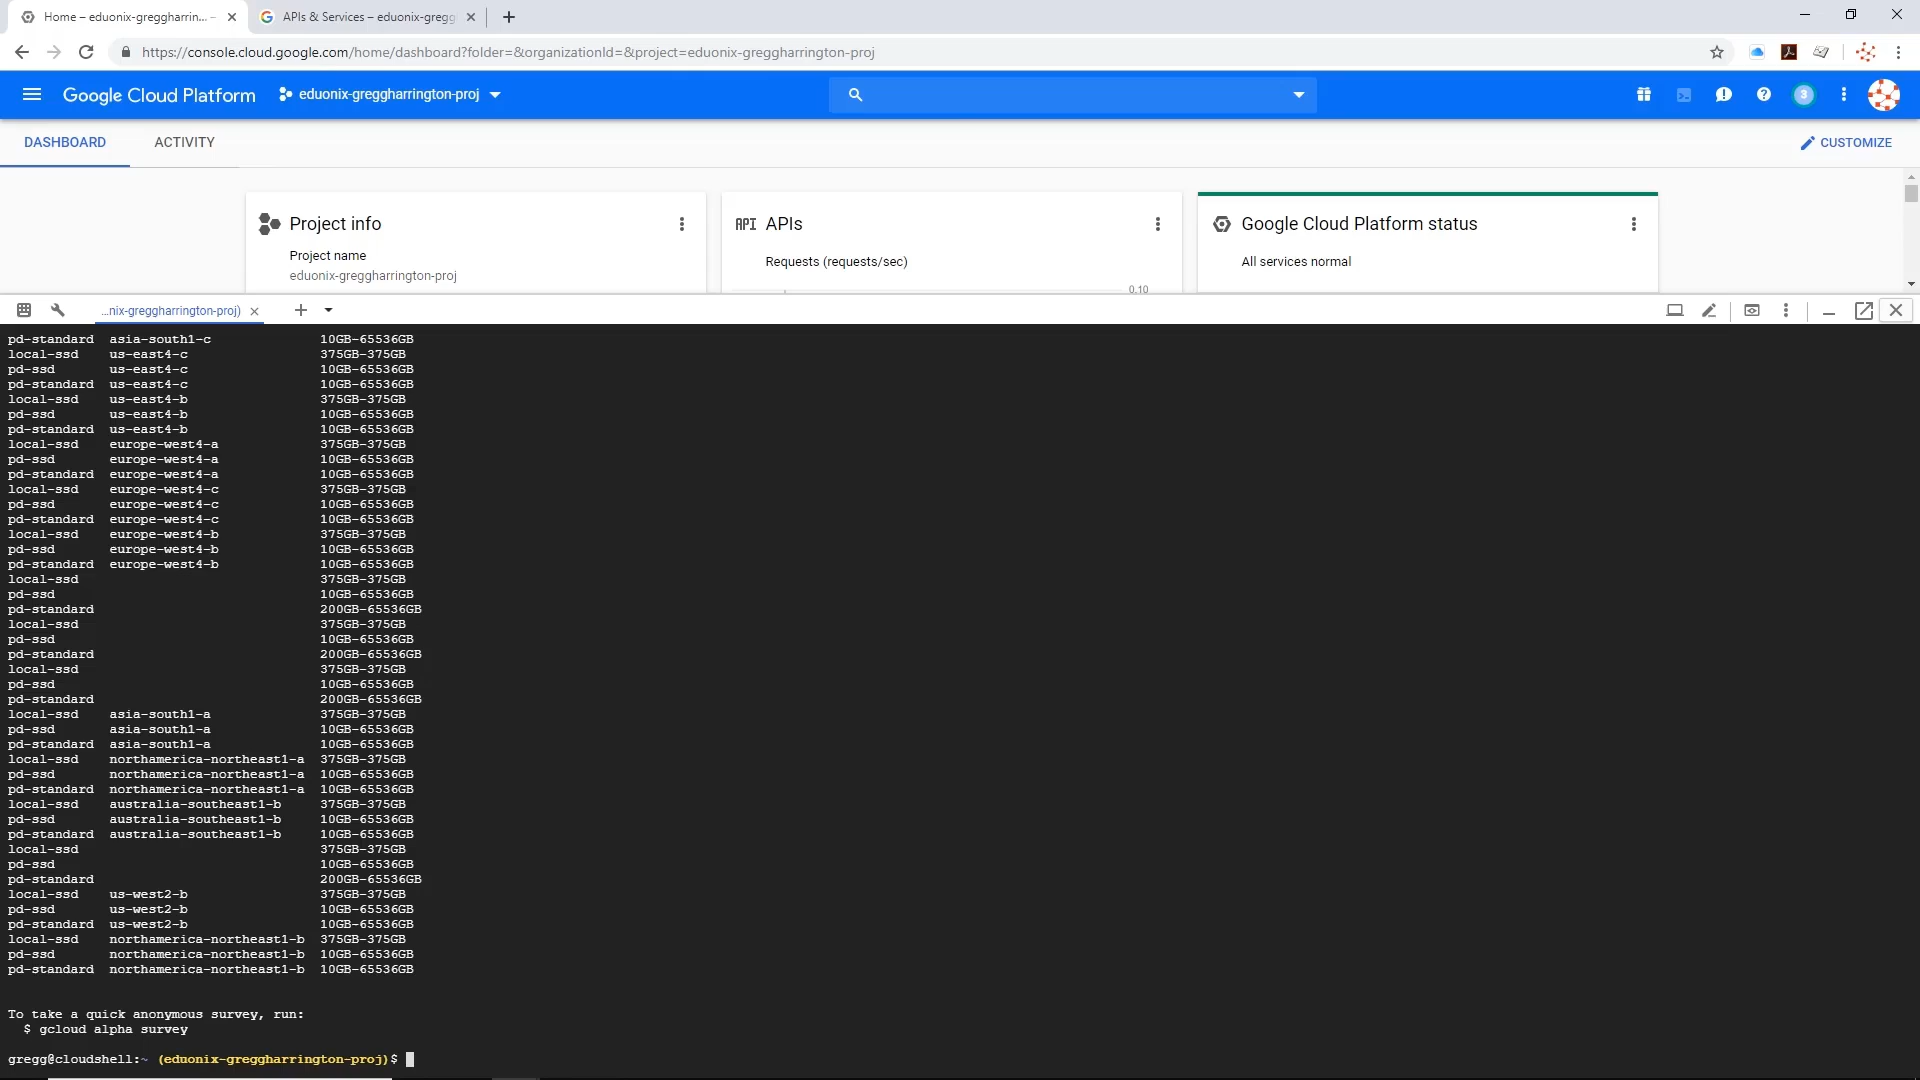 Home – eduonix-greggharrin... –
APIs & Services – eduonix-gregg
https://console.cloud.google.com/home/dashboard?folder=&organizationId=&project=eduonix-greggharrington-proj
Google Cloud Platform
eduonix-greggharrington-proj
3
DASHBOARD
ACTIVITY
CUSTOMIZE
Project info
Project name
eduonix-greggharrington-proj
API APIs
Requests (requests/sec)
0.10
Google Cloud Platform status
All services normal
...nix-greggharrington-proj)
pd-standard asia-south1-c 10GB-65536GB
local-ssd us-east4-c 375GB-375GB
pd-ssd us-east4-c 10GB-65536GB
pd-standard us-east4-c 10GB-65536GB
local-ssd us-east4-b 375GB-375GB
pd-ssd us-east4-b 10GB-65536GB
pd-standard us-east4-b 10GB-65536GB
local-ssd europe-west4-a 375GB-375GB
pd-ssd europe-west4-a 10GB-65536GB
pd-standard europe-west4-a 10GB-65536GB
local-ssd europe-west4-c 375GB-375GB
pd-ssd europe-west4-c 10GB-65536GB
pd-standard europe-west4-c 10GB-65536GB
local-ssd europe-west4-b 375GB-375GB
pd-ssd europe-west4-b 10GB-65536GB
pd-standard europe-west4-b 10GB-65536GB
local-ssd 375GB-375GB
pd-ssd 10GB-65536GB
pd-standard 200GB-65536GB
local-ssd 375GB-375GB
pd-ssd 10GB-65536GB
pd-standard 200GB-65536GB
local-ssd 375GB-375GB
pd-ssd 10GB-65536GB
pd-standard 200GB-65536GB
local-ssd asia-south1-a 375GB-375GB
pd-ssd asia-south1-a 10GB-65536GB
pd-standard asia-south1-a 10GB-65536GB
local-ssd northamerica-northeast1-a 375GB-375GB
pd-ssd northamerica-northeast1-a 10GB-65536GB
pd-standard northamerica-northeast1-a 10GB-65536GB
local-ssd australia-southeast1-b 375GB-375GB
pd-ssd australia-southeast1-b 10GB-65536GB
pd-standard australia-southeast1-b 10GB-65536GB
local-ssd 375GB-375GB
pd-ssd 10GB-65536GB
pd-standard 200GB-65536GB
local-ssd us-west2-b 375GB-375GB
pd-ssd us-west2-b 10GB-65536GB
pd-standard us-west2-b 10GB-65536GB
local-ssd northamerica-northeast1-b 375GB-375GB
pd-ssd northamerica-northeast1-b 10GB-65536GB
pd-standard northamerica-northeast1-b 10GB-65536GB
To take a quick anonymous survey, run:
$ gcloud alpha survey
gregg@cloudshell:~ (eduonix-greggharrington-proj)$